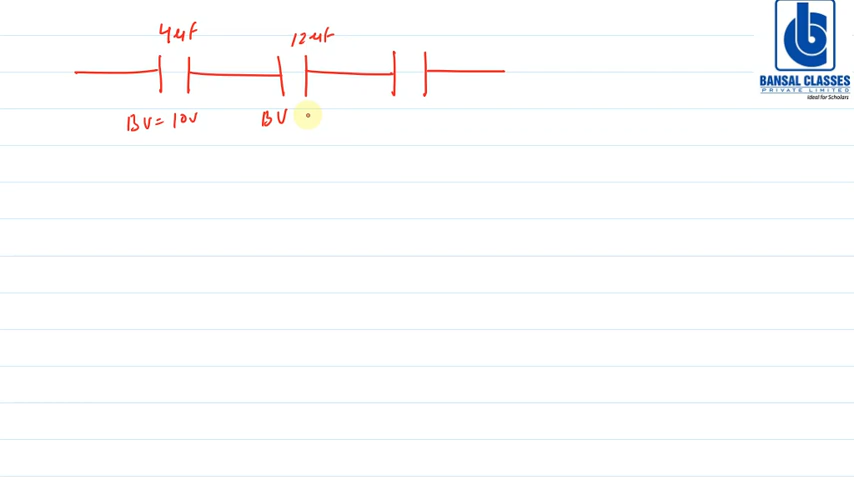 4μF 12μF
BV = 10V BV
BANSAL CLASSES
PRIVATE LIMITED
Ideal for Scholars